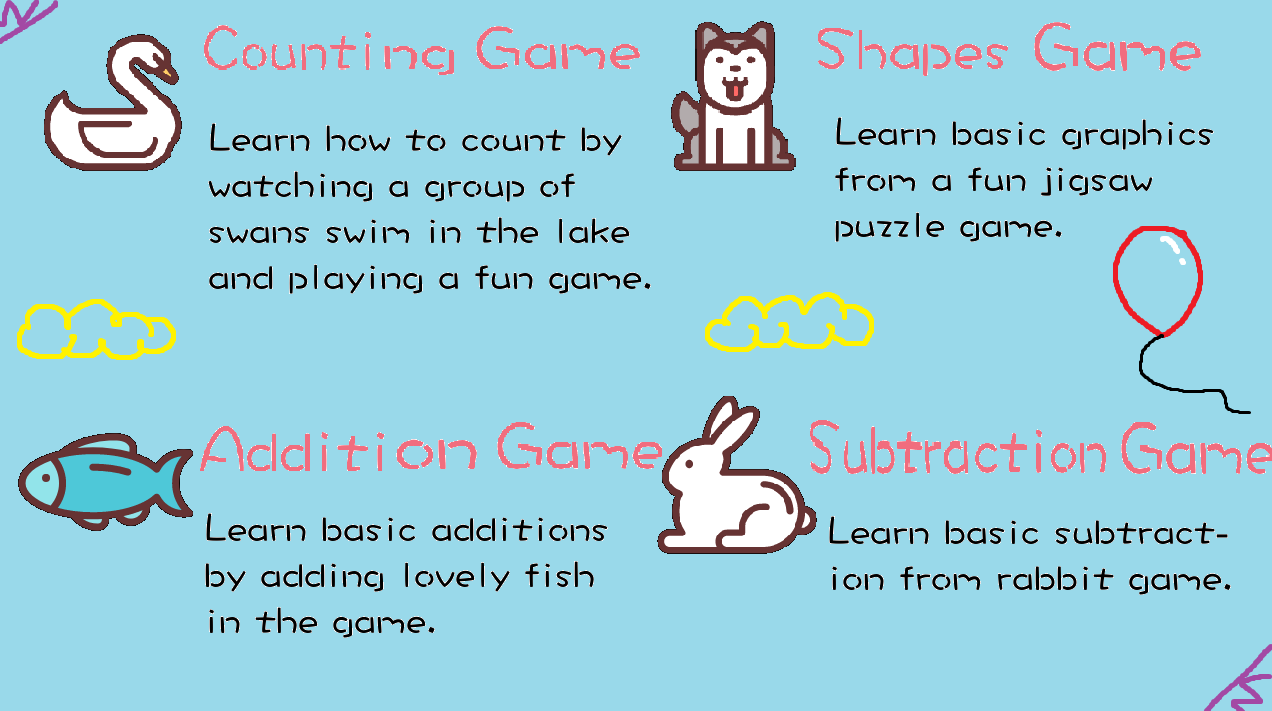 Counting Game
Learn how to count by
watching a group of
swans swim in the lake
and playing a fun game.
Shapes Game
Learn basic graphics
from a fun jigsaw
puzzle game.
Addition Game
Learn basic additions
by adding lovely fish
in the game.
Subtraction Game
Learn basic subtract-
ion from rabbit game.